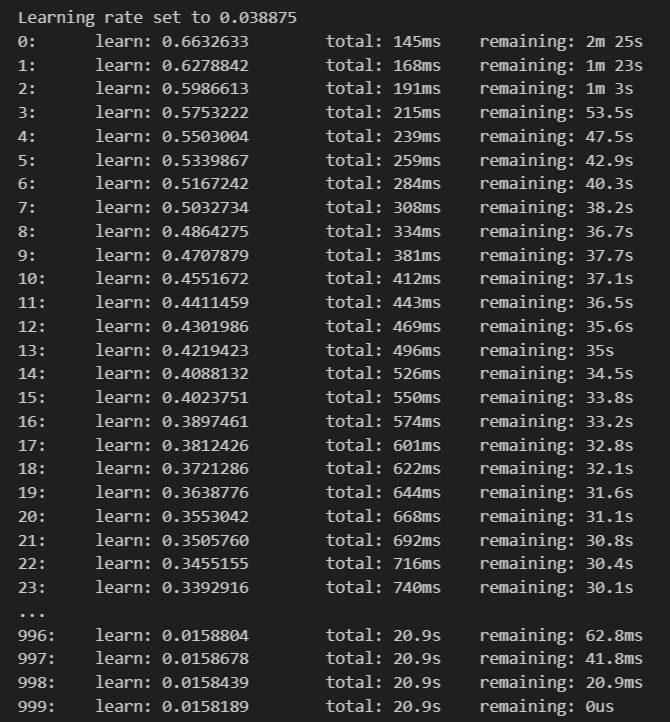 Learning rate set to 0.038875
0: learn: 0.6632633 total: 145ms remaining: 2m 25s
1: learn: 0.6278842 total: 168ms remaining: 1m 23s
2: learn: 0.5986613 total: 191ms remaining: 1m 3s
3: learn: 0.5753222 total: 215ms remaining: 53.5s
4: learn: 0.5503004 total: 239ms remaining: 47.5s
5: learn: 0.5339867 total: 259ms remaining: 42.9s
6: learn: 0.5167242 total: 284ms remaining: 40.3s
7: learn: 0.5032734 total: 308ms remaining: 38.2s
8: learn: 0.4864275 total: 334ms remaining: 36.7s
9: learn: 0.4707879 total: 381ms remaining: 37.7s
10: learn: 0.4551672 total: 412ms remaining: 37.1s
11: learn: 0.4411459 total: 443ms remaining: 36.5s
12: learn: 0.4301986 total: 469ms remaining: 35.6s
13: learn: 0.4219423 total: 496ms remaining: 35s
14: learn: 0.4088132 total: 526ms remaining: 34.5s
15: learn: 0.4023751 total: 550ms remaining: 33.8s
16: learn: 0.3897461 total: 574ms remaining: 33.2s
17: learn: 0.3812426 total: 601ms remaining: 32.8s
18: learn: 0.3721286 total: 622ms remaining: 32.1s
19: learn: 0.3638776 total: 644ms remaining: 31.6s
20: learn: 0.3553042 total: 668ms remaining: 31.1s
21: learn: 0.3505760 total: 692ms remaining: 30.8s
22: learn: 0.3455155 total: 716ms remaining: 30.4s
23: learn: 0.3392916 total: 740ms remaining: 30.1s
...
996: learn: 0.0158804 total: 20.9s remaining: 62.8ms
997: learn: 0.0158678 total: 20.9s remaining: 41.8ms
998: learn: 0.0158439 total: 20.9s remaining: 20.9ms
999: learn: 0.0158189 total: 20.9s remaining: 0us